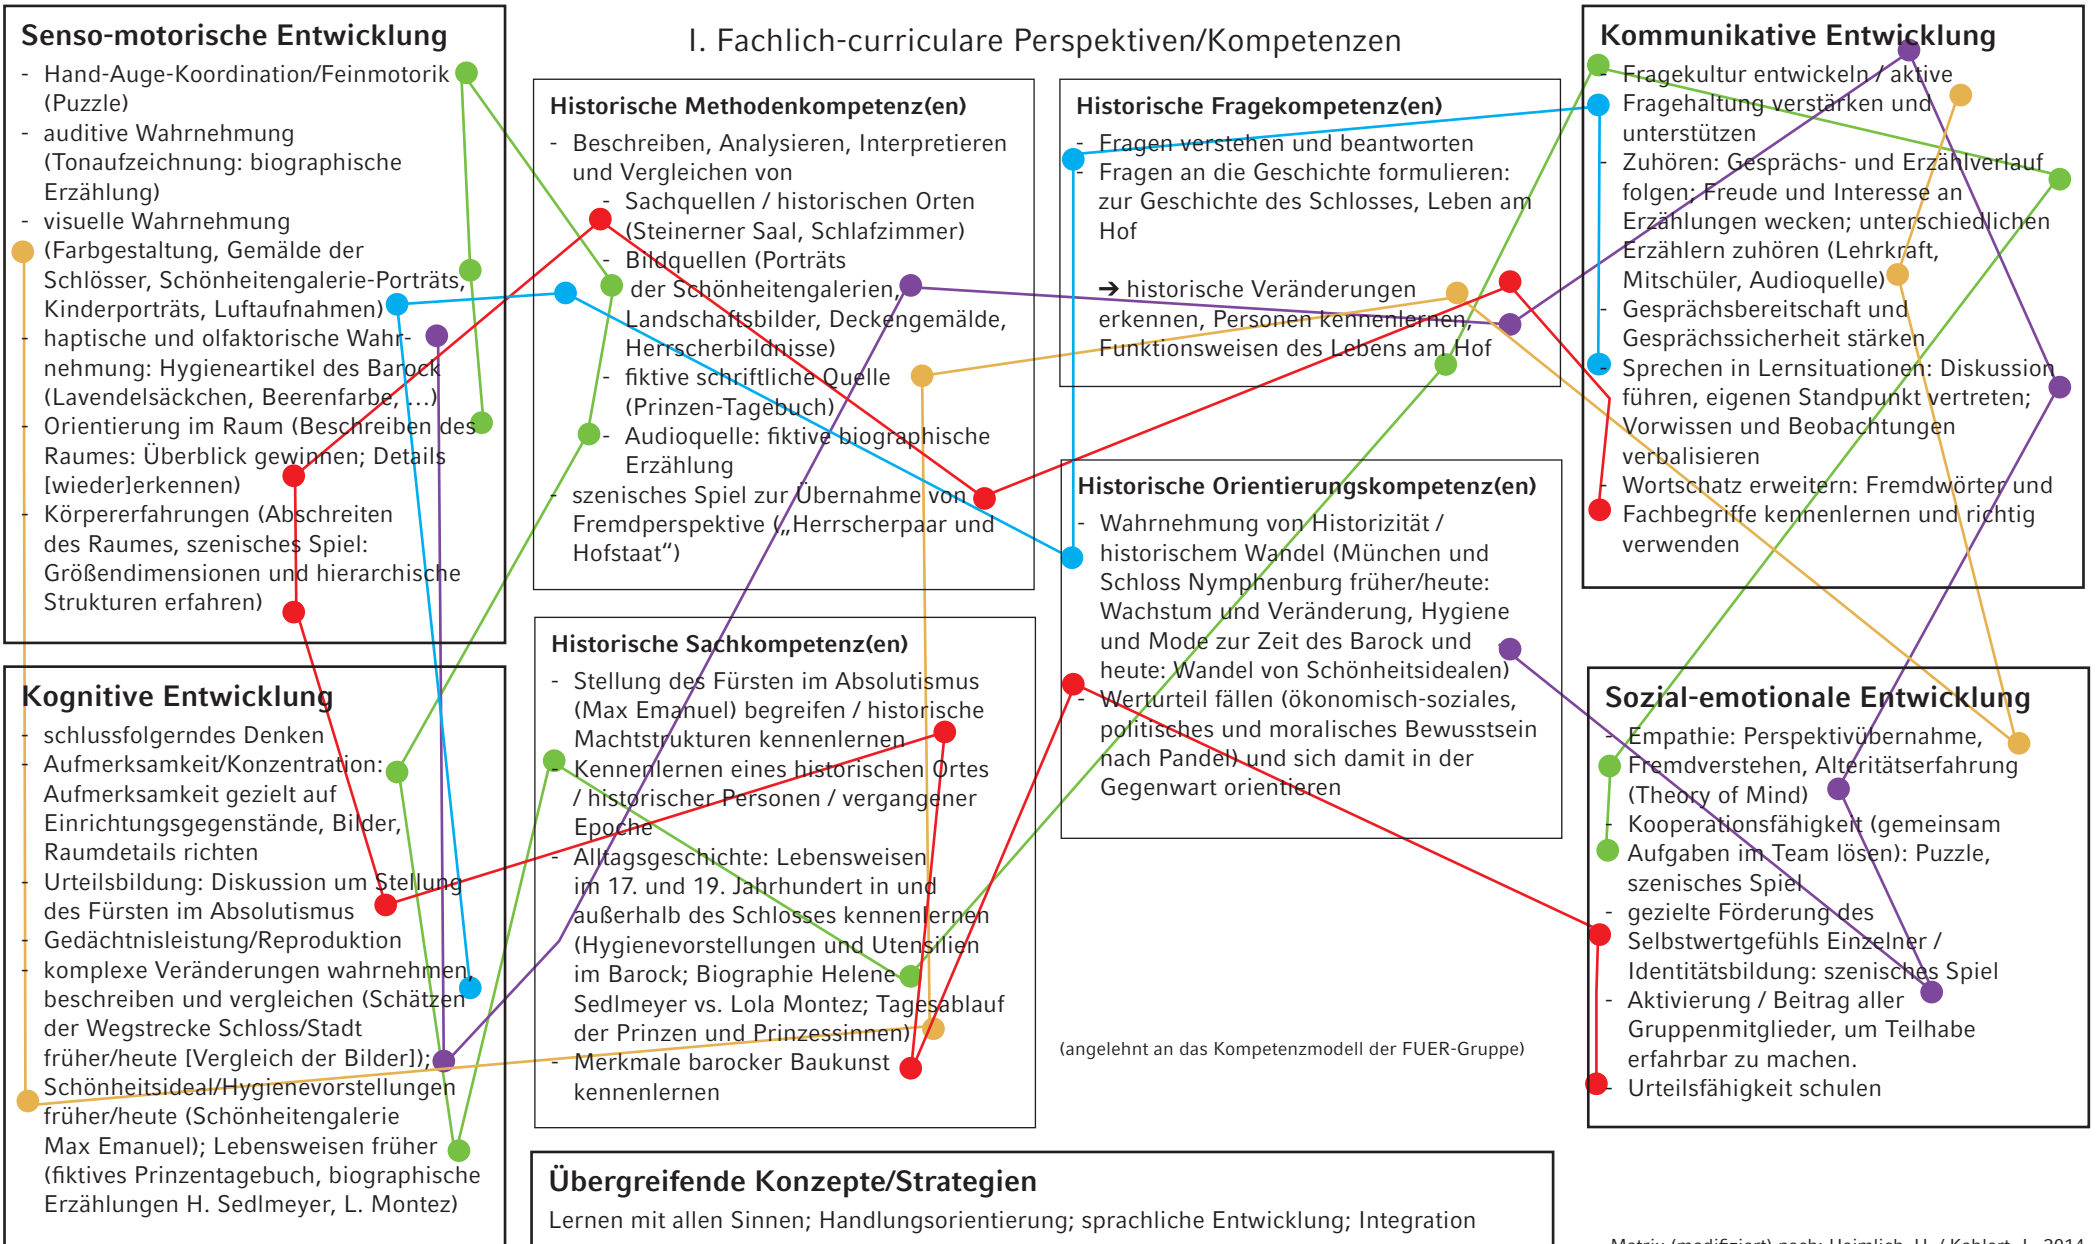 I. Fachlich-curriculare Perspektiven/Kompetenzen
Senso-motorische Entwicklung
- Hand-Auge-Koordination/Feinmotorik
(Puzzle)
- auditive Wahrnehmung
(Tonaufzeichnung: biographische
Erzählung)
- visuelle Wahrnehmung
(Farbgestaltung, Gemälde der
Schlösser, Schönheitengalerie-Porträts,
Kinderporträts, Luftaufnahmen)
- haptische und olfaktorische Wahr-
nehmung: Hygieneartikel des Barock
(Lavendelsäckchen, Beerenfarbe, …)
- Orientierung im Raum (Beschreiben des
Raumes: Überblick gewinnen; Details
[wieder]erkennen)
- Körpererfahrungen (Abschreiten
des Raumes, szenisches Spiel:
Größendimensionen und hierarchische
Strukturen erfahren)
Kognitive Entwicklung
- schlussfolgerndes Denken
- Aufmerksamkeit/Konzentration:
Aufmerksamkeit gezielt auf
Einrichtungsgegenstände, Bilder,
Raumdetails richten
- Urteilsbildung: Diskussion um Stellung
des Fürsten im Absolutismus
- Gedächtnisleistung/Reproduktion
- komplexe Veränderungen wahrnehmen,
beschreiben und vergleichen (Schätzen
der Wegstrecke Schloss/Stadt
früher/heute [Vergleich der Bilder]);
Schönheitsideal/Hygienevorstellungen
früher/heute (Schönheitengalerie
Max Emanuel); Lebensweisen früher
(fiktives Prinzentagebuch, biographische
Erzählungen H. Sedlmeyer, L. Montez)
Historische Methodenkompetenz(en)
- Beschreiben, Analysieren, Interpretieren
und Vergleichen von
- Sachquellen / historischen Orten
(Steinerner Saal, Schlafzimmer)
- Bildquellen (Porträts
der Schönheitengalerien,
Landschaftsbilder, Deckengemälde,
Herrscherbildnisse)
- fiktive schriftliche Quelle
(Prinzen-Tagebuch)
- Audioquelle: fiktive biographische
Erzählung
- szenisches Spiel zur Übernahme von
Fremdperspektive („Herrscherpaar und
Hofstaat“)
Historische Sachkompetenz(en)
- Stellung des Fürsten im Absolutismus
(Max Emanuel) begreifen / historische
Machtstrukturen kennenlernen
- Kennenlernen eines historischen Ortes
/ historischer Personen / vergangener
Epoche
- Alltagsgeschichte: Lebensweisen
im 17. und 19. Jahrhundert in und
außerhalb des Schlosses kennenlernen
(Hygienevorstellungen und Utensilien
im Barock; Biographie Helene
Sedlmeyer vs. Lola Montez; Tagesablauf
der Prinzen und Prinzessinnen)
- Merkmale barocker Baukunst
kennenlernen
Historische Fragekompetenz(en)
- Fragen verstehen und beantworten
- Fragen an die Geschichte formulieren:
zur Geschichte des Schlosses, Leben am
Hof
➔ historische Veränderungen
erkennen, Personen kennenlernen,
Funktionsweisen des Lebens am Hof
Historische Orientierungskompetenz(en)
- Wahrnehmung von Historizität /
historischem Wandel (München und
Schloss Nymphenburg früher/heute:
Wachstum und Veränderung, Hygiene
und Mode zur Zeit des Barock und
heute: Wandel von Schönheitsidealen)
- Werturteil fällen (ökonomisch-soziales,
politisches und moralisches Bewusstsein
nach Pandel) und sich damit in der
Gegenwart orientieren
(angelehnt an das Kompetenzmodell der FUER-Gruppe)
Kommunikative Entwicklung
- Fragekultur entwickeln / aktive
- Fragehaltung verstärken und
unterstützen
- Zuhören: Gesprächs- und Erzählverlauf
folgen; Freude und Interesse an
Erzählungen wecken; unterschiedlichen
Erzählern zuhören (Lehrkraft,
Mitschüler, Audioquelle)
- Gesprächsbereitschaft und
Gesprächssicherheit stärken
- Sprechen in Lernsituationen: Diskussion
führen, eigenen Standpunkt vertreten;
Vorwissen und Beobachtungen
verbalisieren
- Wortschatz erweitern: Fremdwörter und
Fachbegriffe kennenlernen und richtig
verwenden
Sozial-emotionale Entwicklung
- Empathie: Perspektivübernahme,
Fremdverstehen, Alteritätserfahrung
(Theory of Mind)
- Kooperationsfähigkeit (gemeinsam
Aufgaben im Team lösen): Puzzle,
szenisches Spiel
- gezielte Förderung des
Selbstwertgefühls Einzelner /
Identitätsbildung: szenisches Spiel
- Aktivierung / Beitrag aller
Gruppenmitglieder, um Teilhabe
erfahrbar zu machen.
- Urteilsfähigkeit schulen
Übergreifende Konzepte/Strategien
Lernen mit allen Sinnen; Handlungsorientierung; sprachliche Entwicklung; Integration